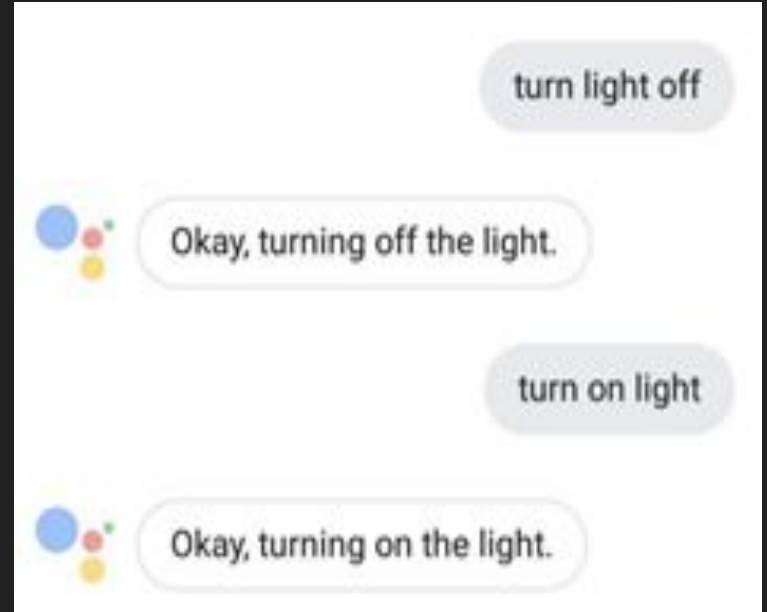 turn light off
Okay, turning off the light.
turn on light
Okay, turning on the light.